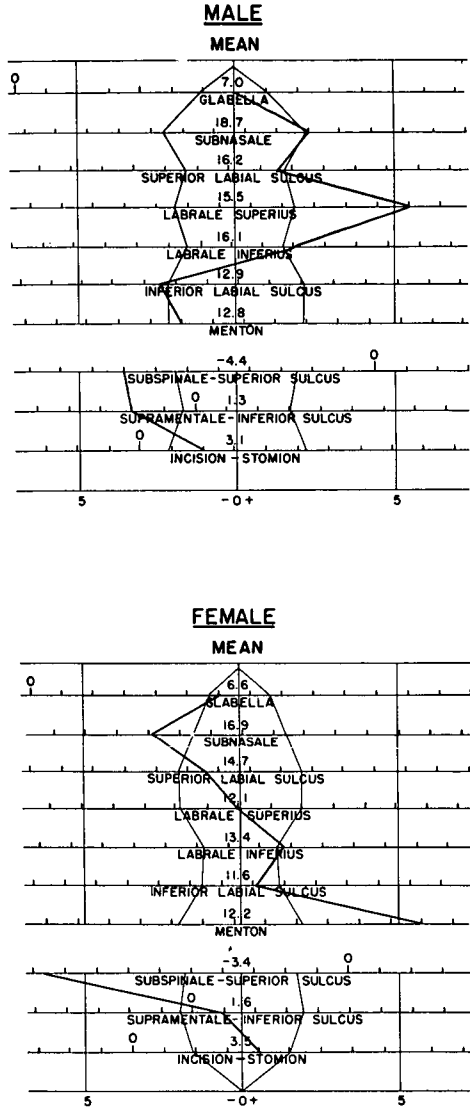 MALE
MEAN
0
7.0
GLABELLA
18.7
SUBNASALE
16.2
SUPERIOR LABIAL SULCUS
15.5
LABRALE SUPERIUS
16.1
LABRALE INFERIUS
12.9
INFERIOR LABIAL SULCUS
12.8
MENTON
-4.4
0
SUBSPINALE-SUPERIOR SULCUS
0
1.3
SUPRAMENTALE-INFERIOR SULCUS
0
3.1
INCISION-STOMION
5
-0+
5
FEMALE
MEAN
0
6.6
GLABELLA
16.9
SUBNASALE
14.7
SUPERIOR LABIAL SULCUS
12.1
LABRALE SUPERIUS
13.4
LABRALE INFERIUS
11.6
INFERIOR LABIAL SULCUS
12.2
MENTON
-3.4
0
SUBSPINALE-SUPERIOR SULCUS
0
1.6
SUPRAMENTALE-INFERIOR SULCUS
0
3.5
INCISION-STOMION
5
-0+
5